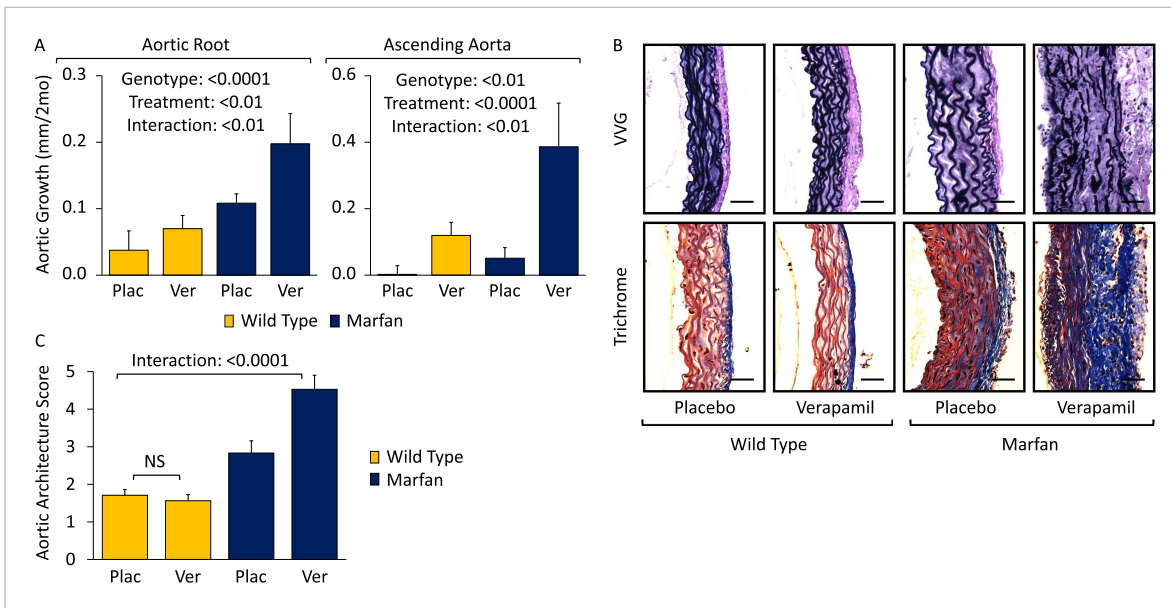 A
Aortic Root
Ascending Aorta
Aortic Growth (mm/2mo)
0.3
0.2
0.1
0.0
Genotype: <0.0001
Treatment: <0.01
Interaction: <0.01
Plac Ver Plac Ver
0.6
0.4
0.2
0.0
Genotype: <0.01
Treatment: <0.0001
Interaction: <0.01
Plac Ver Plac Ver
Wild Type Marfan
B
VVG
Trichrome
Placebo Verapamil Placebo Verapamil
Wild Type Marfan
C
Interaction: <0.0001
Aortic Architecture Score
5
4
3
2
1
0
NS
Plac Ver Plac Ver
Wild Type
Marfan